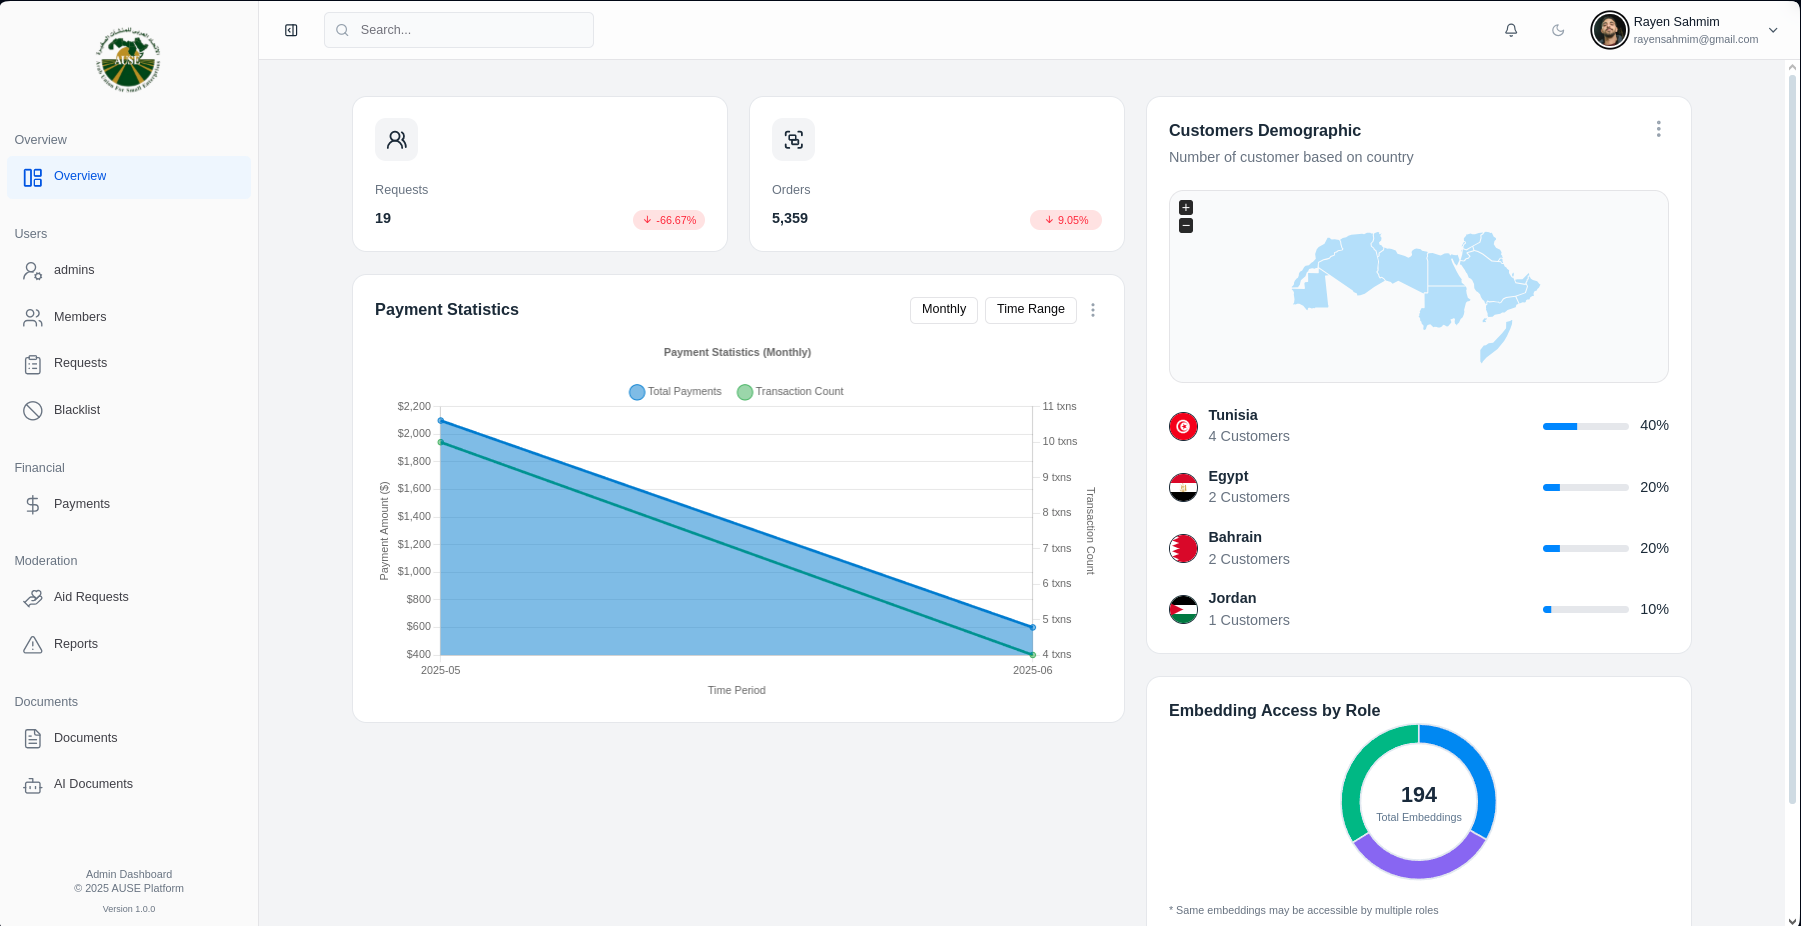 AUSE
Arab Union For Small Enterprises
Overview
Overview
Users
admins
Members
Requests
Blacklist
Financial
Payments
Moderation
Aid Requests
Reports
Documents
Documents
AI Documents
Admin Dashboard
© 2025 AUSE Platform
Version 1.0.0
Search...
Rayen Sahmim
rayensahmim@gmail.com
Requests
19
-66.67%
Orders
5,359
9.05%
Payment Statistics
Monthly
Time Range
Payment Statistics (Monthly)
Total Payments
Transaction Count
Payment Amount ($)
$2,200
$2,000
$1,800
$1,600
$1,400
$1,200
$1,000
$800
$600
$400
11 txns
10 txns
9 txns
8 txns
7 txns
6 txns
5 txns
4 txns
Transaction Count
2025-05
2025-06
Time Period
Customers Demographic
Number of customer based on country
+
−
Tunisia
4 Customers
40%
Egypt
2 Customers
20%
Bahrain
2 Customers
20%
Jordan
1 Customers
10%
Embedding Access by Role
194
Total Embeddings
* Same embeddings may be accessible by multiple roles